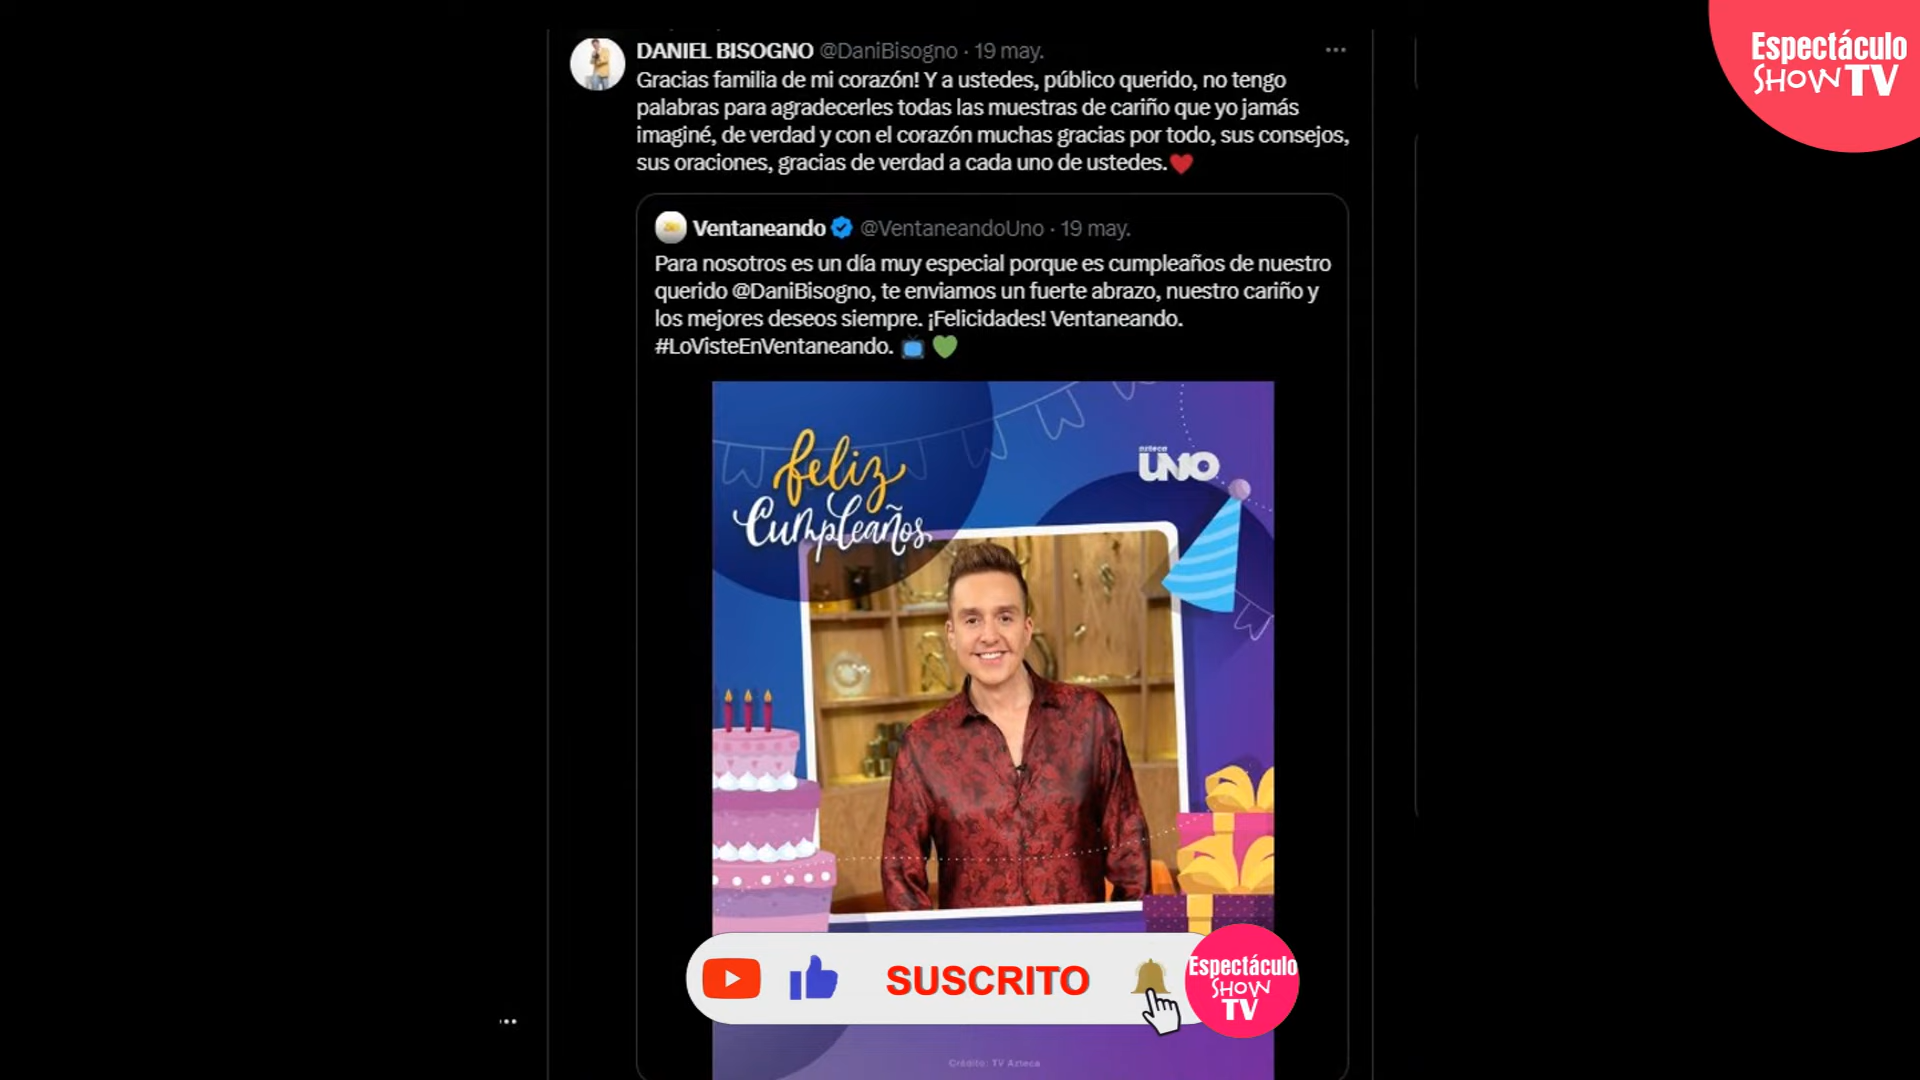 DANIEL BISOGNO @DaniBisogno · 19 may.
Gracias familia de mi corazón! Y a ustedes, público querido, no tengo
palabras para agradecerles todas las muestras de cariño que yo jamás
imaginé, de verdad y con el corazón muchas gracias por todo, sus consejos,
sus oraciones, gracias de verdad a cada uno de ustedes.❤️
Ventaneando @VentaneandoUno · 19 may.
Para nosotros es un día muy especial porque es cumpleaños de nuestro
querido @DaniBisogno, te enviamos un fuerte abrazo, nuestro cariño y
los mejores deseos siempre. ¡Felicidades! Ventaneando.
#LoVisteEnVentaneando. 📺 💚
feliz
Cumpleaños
azteca
UNO
SUSCRITO
Espectáculo
SHOW
TV
Crédito: TV Azteca
Espectáculo
SHOW TV